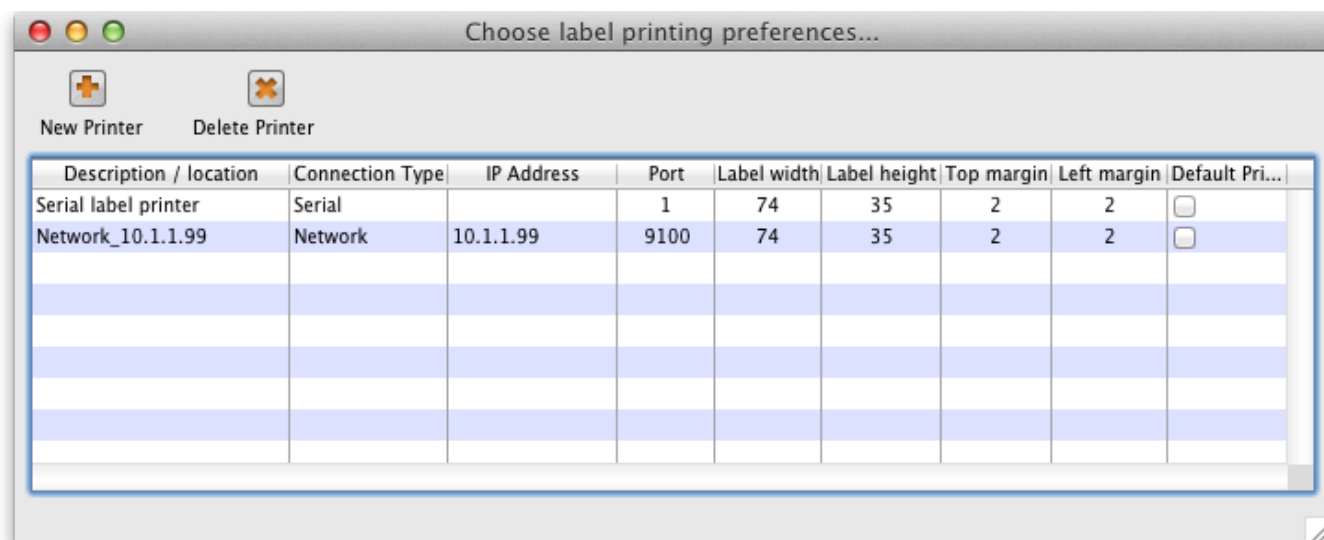 Choose label printing preferences...
New Printer Delete Printer
Description / location Connection Type IP Address Port Label width Label height Top margin Left margin Default Pri...
Serial label printer Serial 1 74 35 2 2
Network_10.1.1.99 Network 10.1.1.99 9100 74 35 2 2